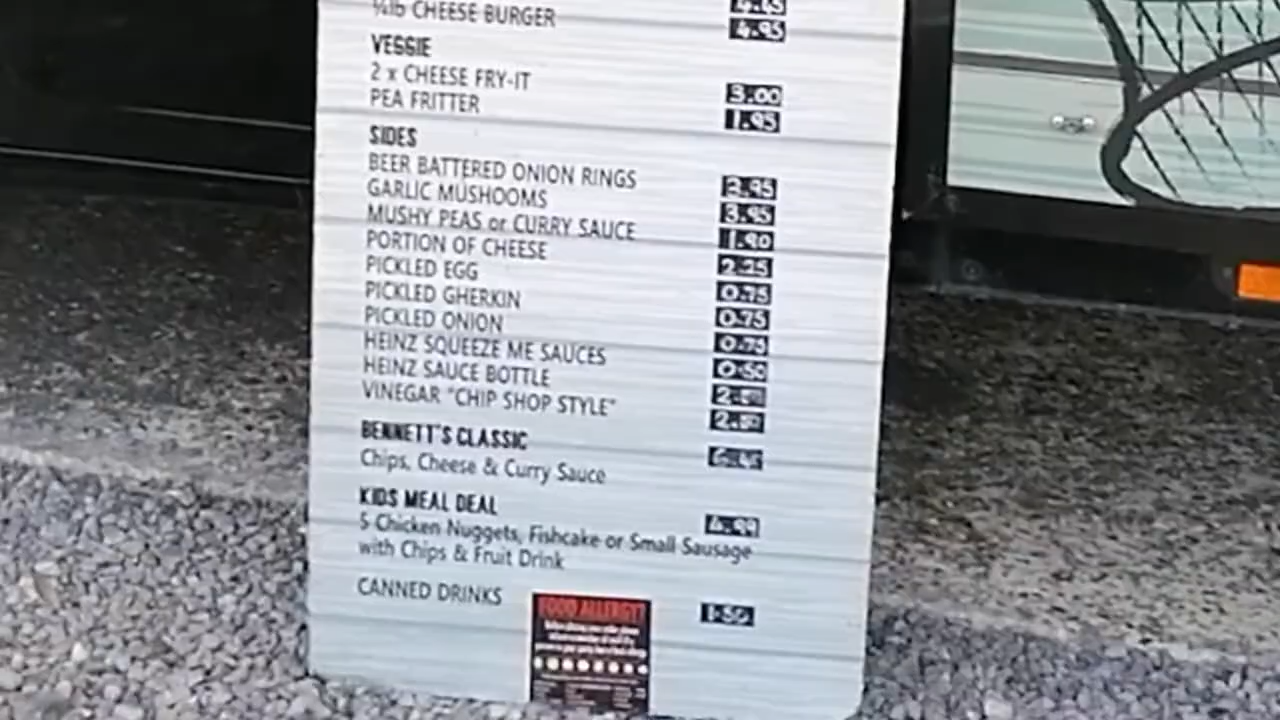 ¼lb CHEESE BURGER 4.95
VEGGIE
2 x CHEESE FRY-IT 3.00
PEA FRITTER 1.95
SIDES
BEER BATTERED ONION RINGS 3.95
GARLIC MUSHOOMS 3.95
MUSHY PEAS or CURRY SAUCE 1.90
PORTION OF CHEESE 2.25
PICKLED EGG 0.75
PICKLED GHERKIN 0.75
PICKLED ONION 0.75
HEINZ SQUEEZE ME SAUCES 0.50
HEINZ SAUCE BOTTLE
VINEGAR "CHIP SHOP STYLE"
BENNETT'S CLASSIC
Chips, Cheese & Curry Sauce
KIDS MEAL DEAL 6.99
5 Chicken Nuggets, Fishcake or Small Sausage
with Chips & Fruit Drink
CANNED DRINKS 1.50
FOOD ALLERGY?